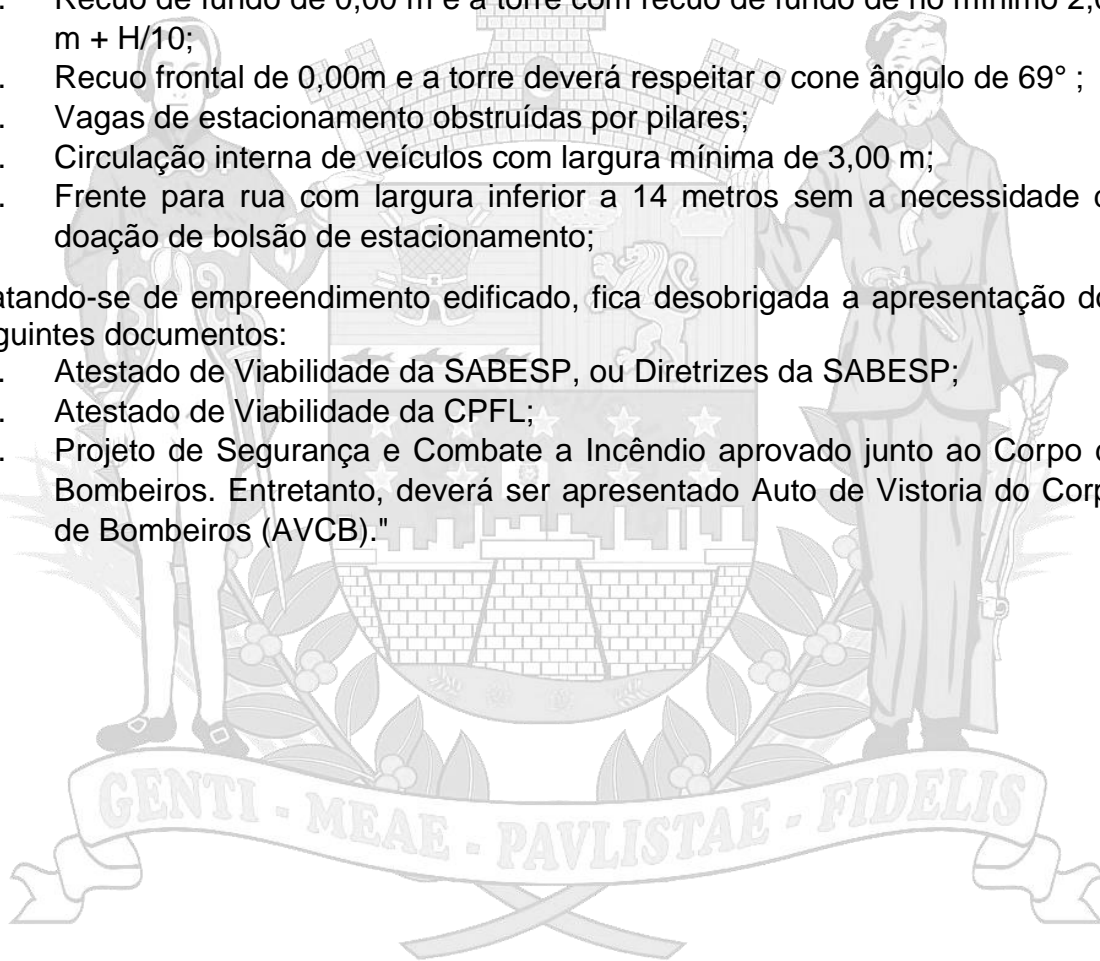 . Recuo de fundo de 0,00 m e a torre com recuo de fundo de no mínimo 2,0
m + H/10;
. Recuo frontal de 0,00m e a torre deverá respeitar o cone ângulo de 69° ;
. Vagas de estacionamento obstruídas por pilares;
. Circulação interna de veículos com largura mínima de 3,00 m;
. Frente para rua com largura inferior a 14 metros sem a necessidade
doação de bolsão de estacionamento;
atando-se de empreendimento edificado, fica desobrigada a apresentação do
guintes documentos:
. Atestado de Viabilidade da SABESP, ou Diretrizes da SABESP;
. Atestado de Viabilidade da CPFL;
. Projeto de Segurança e Combate a Incêndio aprovado junto ao Corpo
Bombeiros. Entretanto, deverá ser apresentado Auto de Vistoria do Corp
de Bombeiros (AVCB)."
GENTI - MEAE - PAVLISTAE - FIDELIS